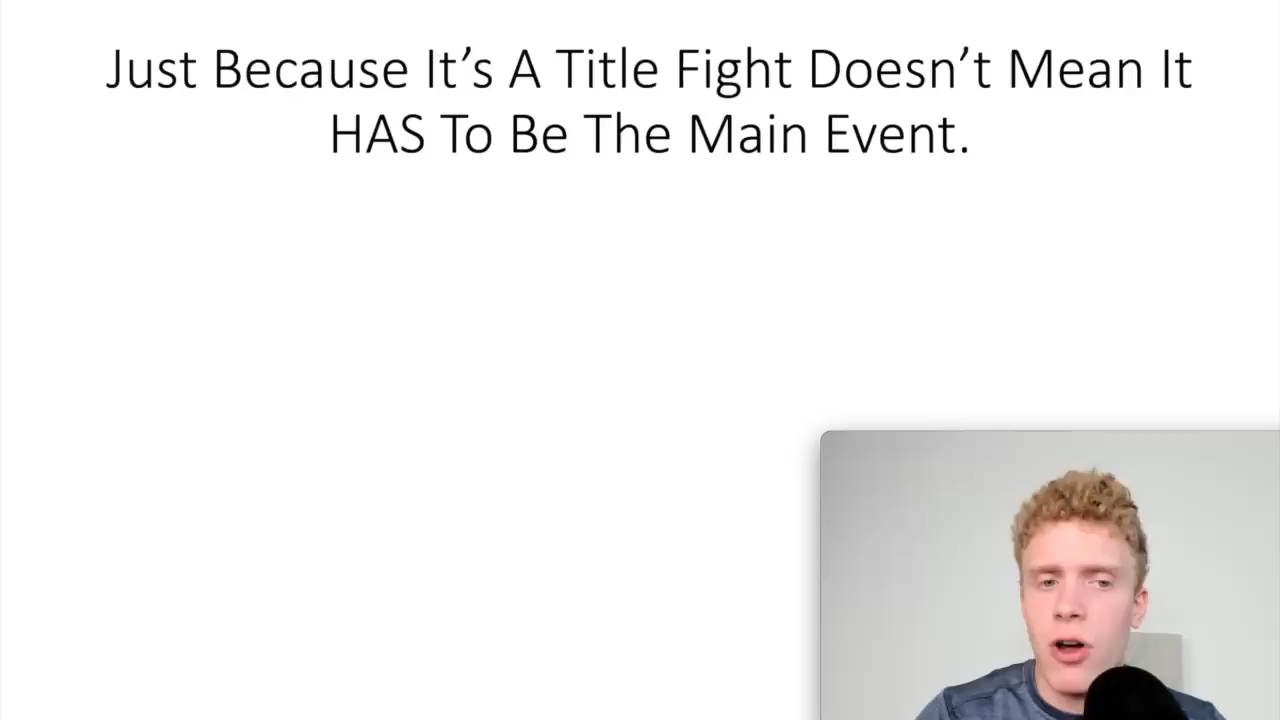 Just Because It’s A Title Fight Doesn’t Mean It
HAS To Be The Main Event.